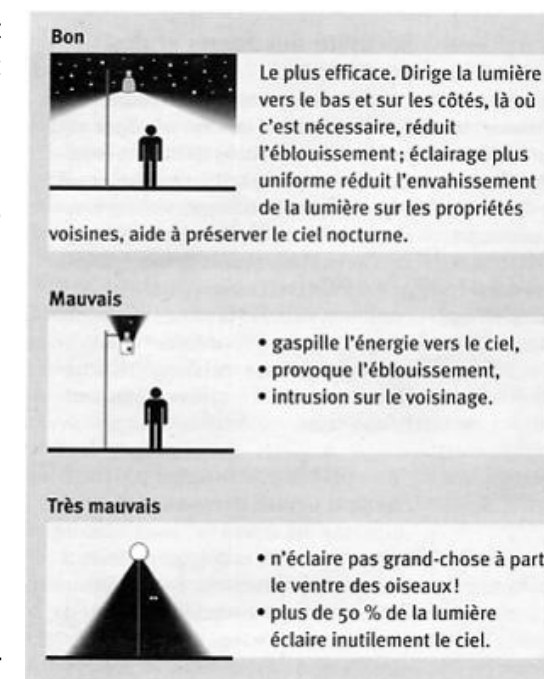 Bon
Le plus efficace. Dirige la lumière
vers le bas et sur les côtés, là où
c'est nécessaire, réduit
l'éblouissement ; éclairage plus
uniforme réduit l'envahissement
de la lumière sur les propriétés
voisines, aide à préserver le ciel nocturne.
Mauvais
• gaspille l'énergie vers le ciel,
• provoque l'éblouissement,
• intrusion sur le voisinage.
Très mauvais
• n'éclaire pas grand-chose à part
le ventre des oiseaux !
• plus de 50 % de la lumière
éclaire inutilement le ciel.